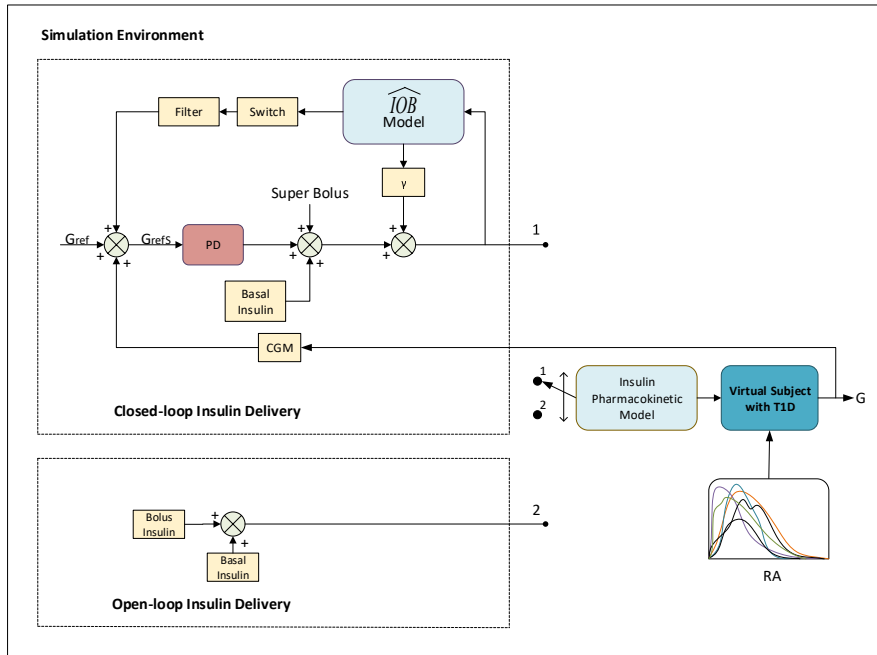 Simulation Environment
IOB
Model
Filter
Switch
γ
Super Bolus
+
+
+
+
+
+
+
+
Gref
GrefS
PD
1
Basal
Insulin
CGM
Closed-loop Insulin Delivery
1
2
Insulin
Pharmacokinetic
Model
Virtual Subject
with T1D
G
2
Bolus
Insulin
+
+
Basal
Insulin
RA
Open-loop Insulin Delivery